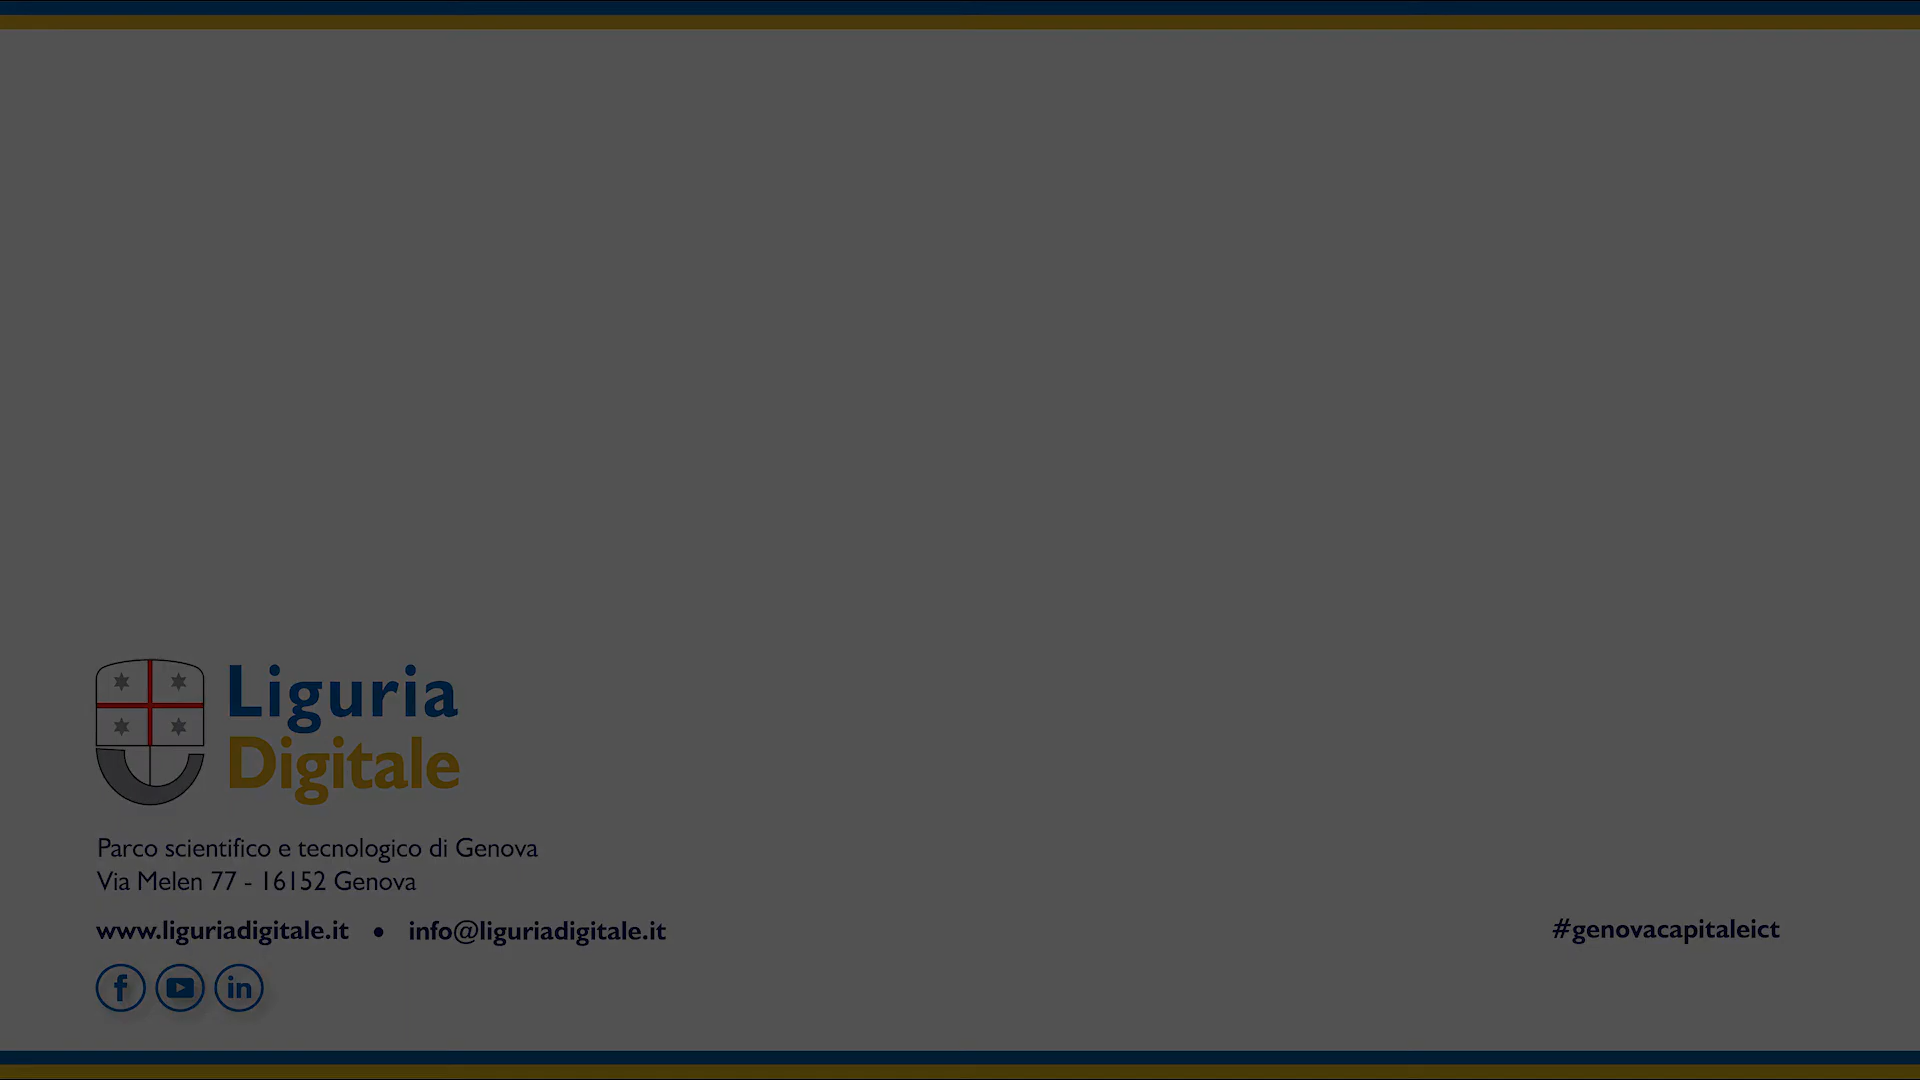 Liguria
Digitale
Parco scientifico e tecnologico di Genova
Via Melen 77 - 16152 Genova
www.liguriadigitale.it • info@liguriadigitale.it
#genovacapitaleict
f in